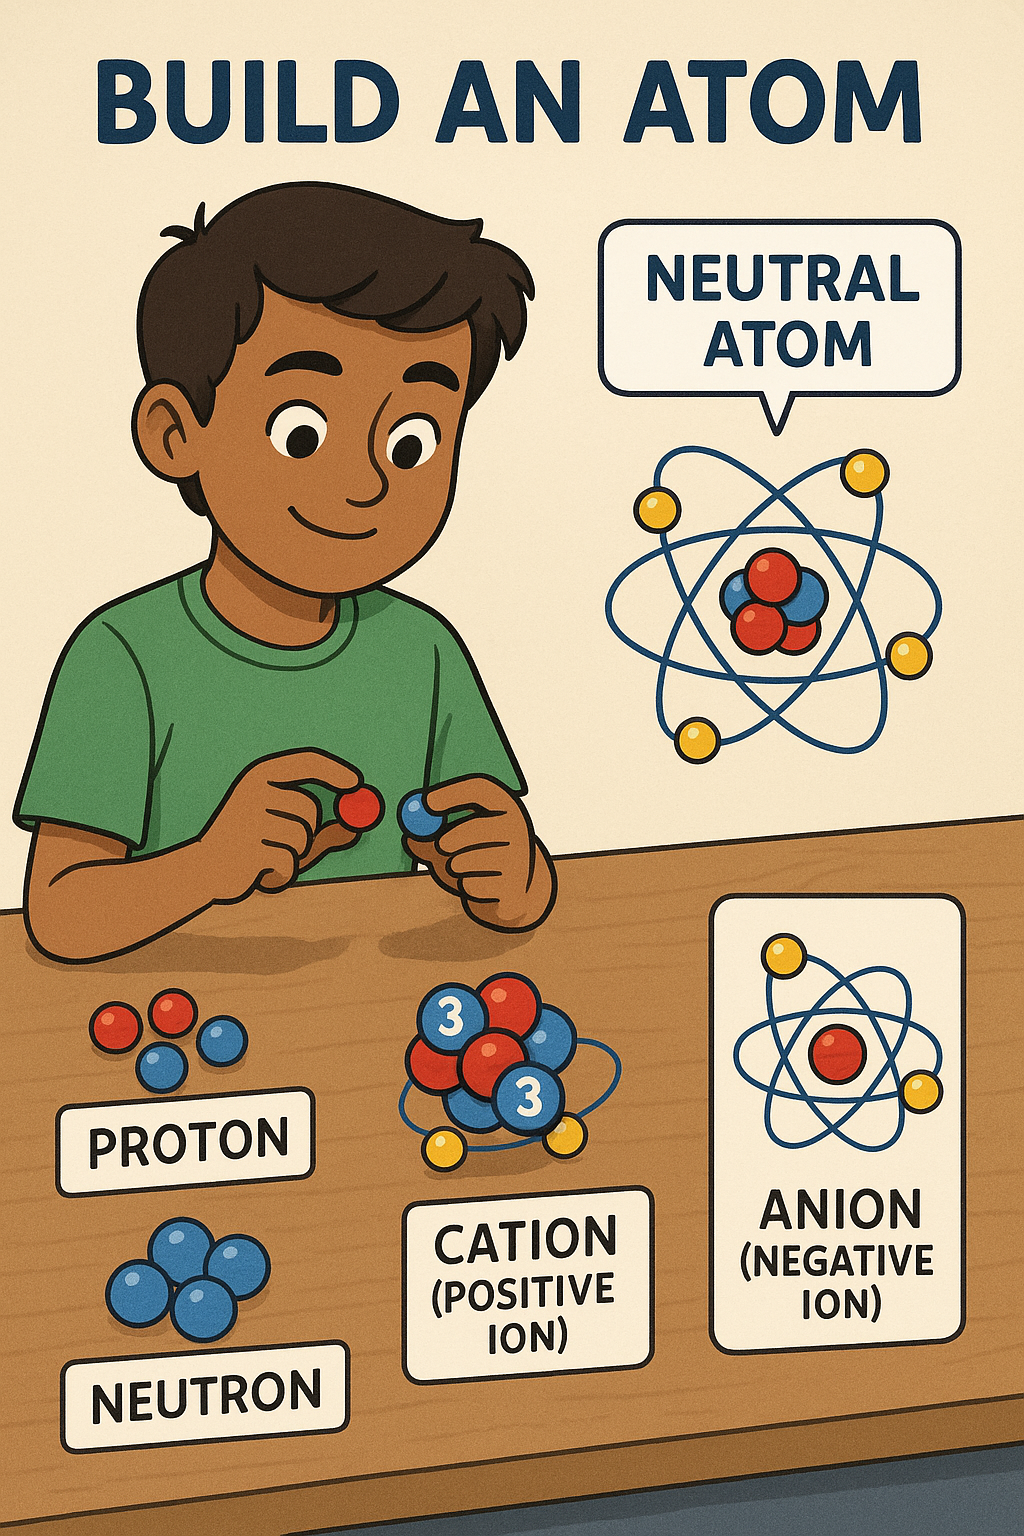 BUILD AN ATOM
NEUTRAL
ATOM
3
3
PROTON
NEUTRON
CATION
(POSITIVE
ION)
ANION
(NEGATIVE
ION)